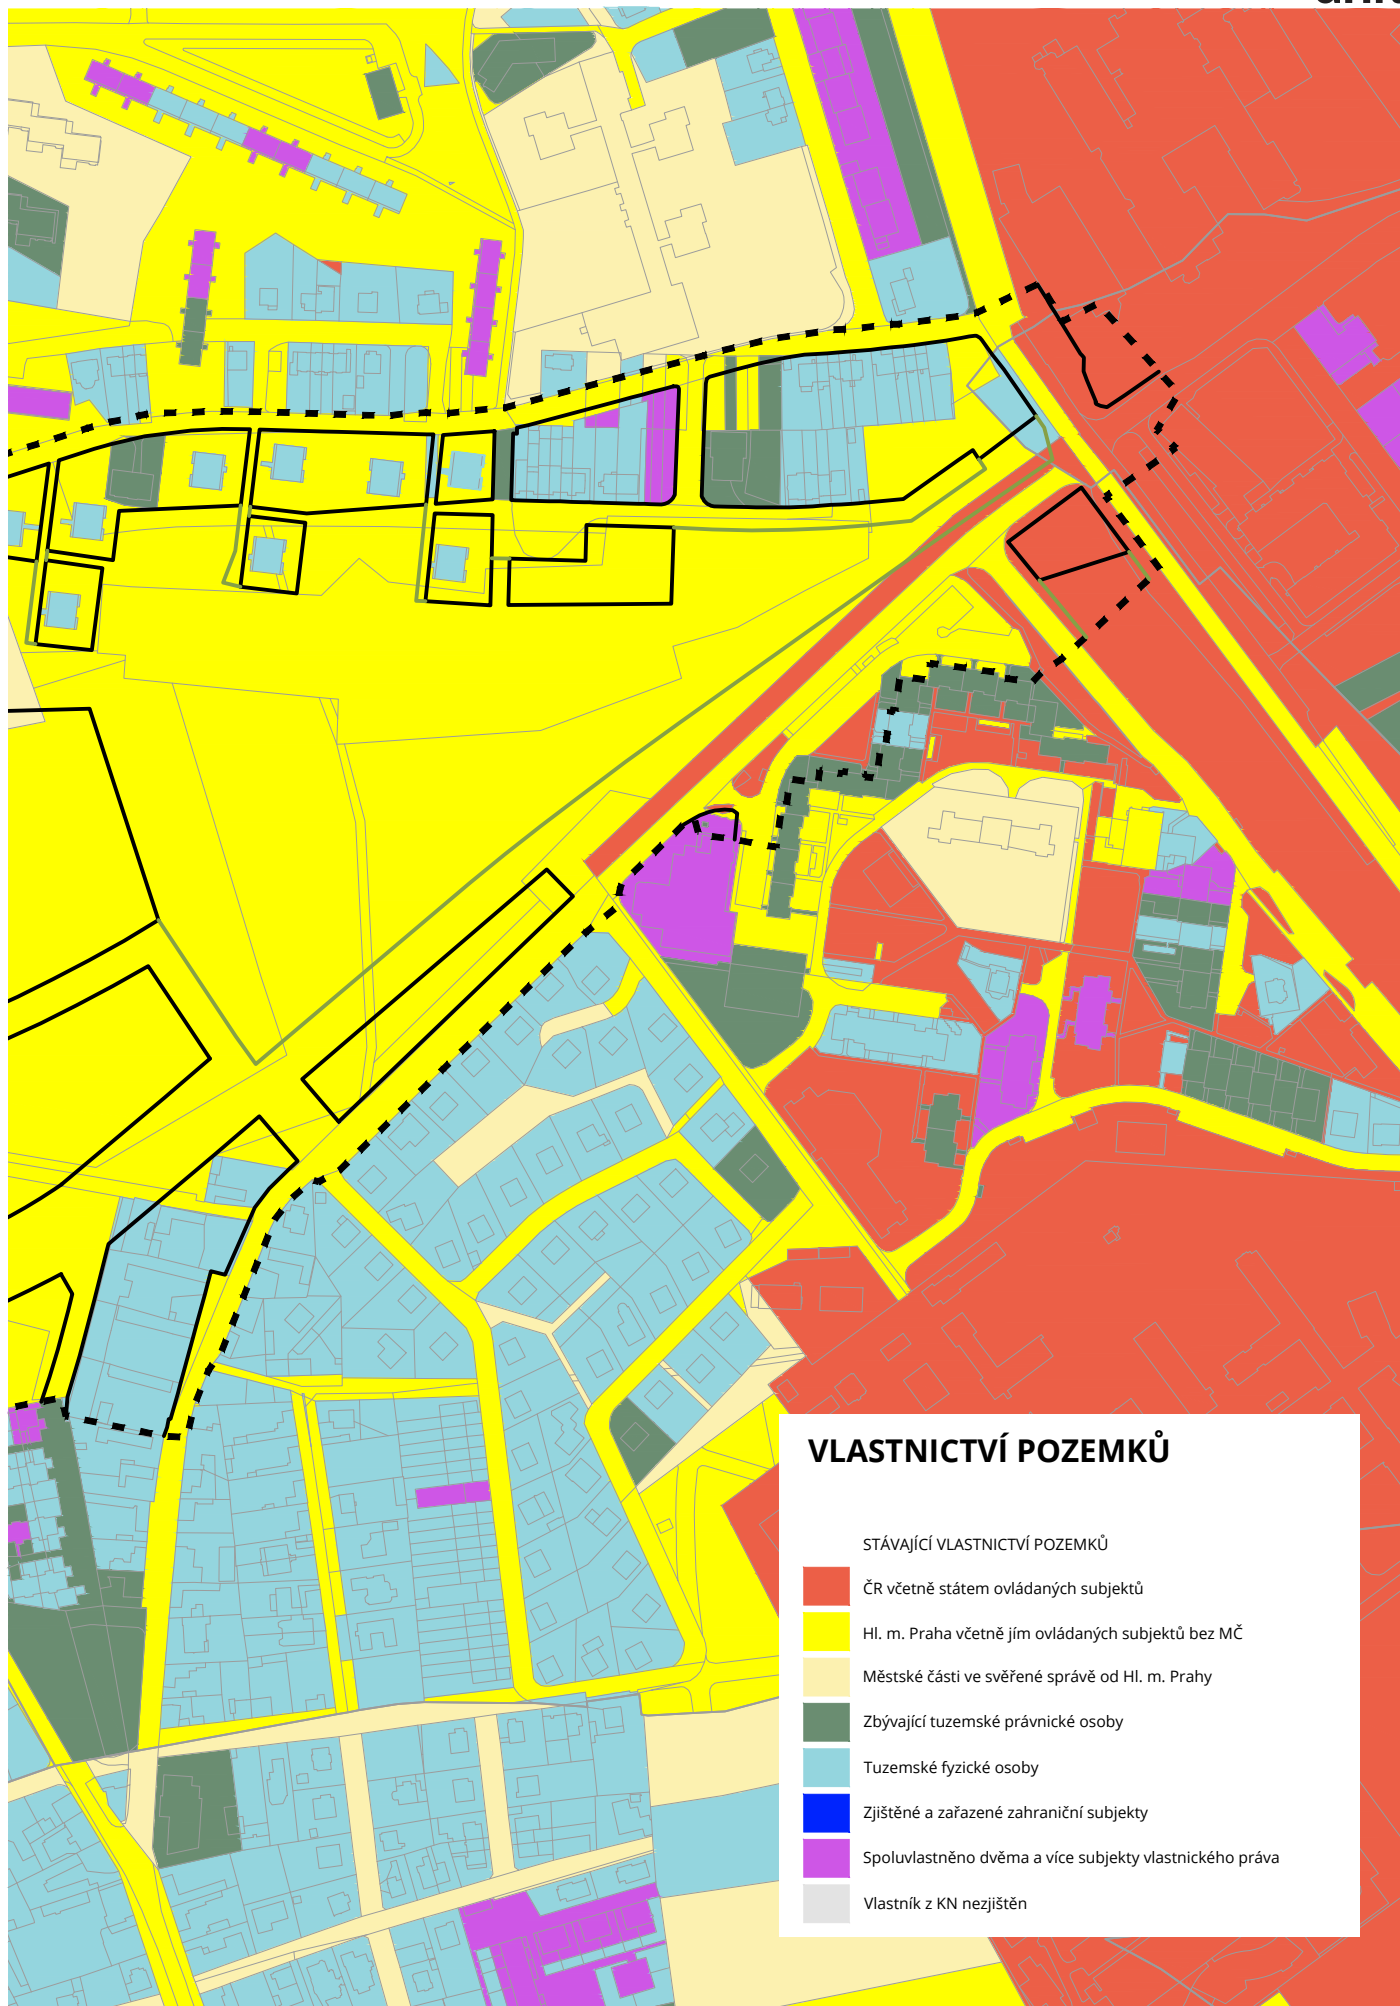 VLASTNICTVÍ POZEMKŮ
STÁVAJÍCÍ VLASTNICTVÍ POZEMKŮ
ČR včetně státem ovládaných subjektů
Hl. m. Praha včetně jím ovládaných subjektů bez MČ
Městské části ve svěřené správě od Hl. m. Prahy
Zbývající tuzemské právnické osoby
Tuzemské fyzické osoby
Zjištěné a zařazené zahraniční subjekty
Spoluvlastněno dvěma a více subjekty vlastnického práva
Vlastník z KN nezjištěn